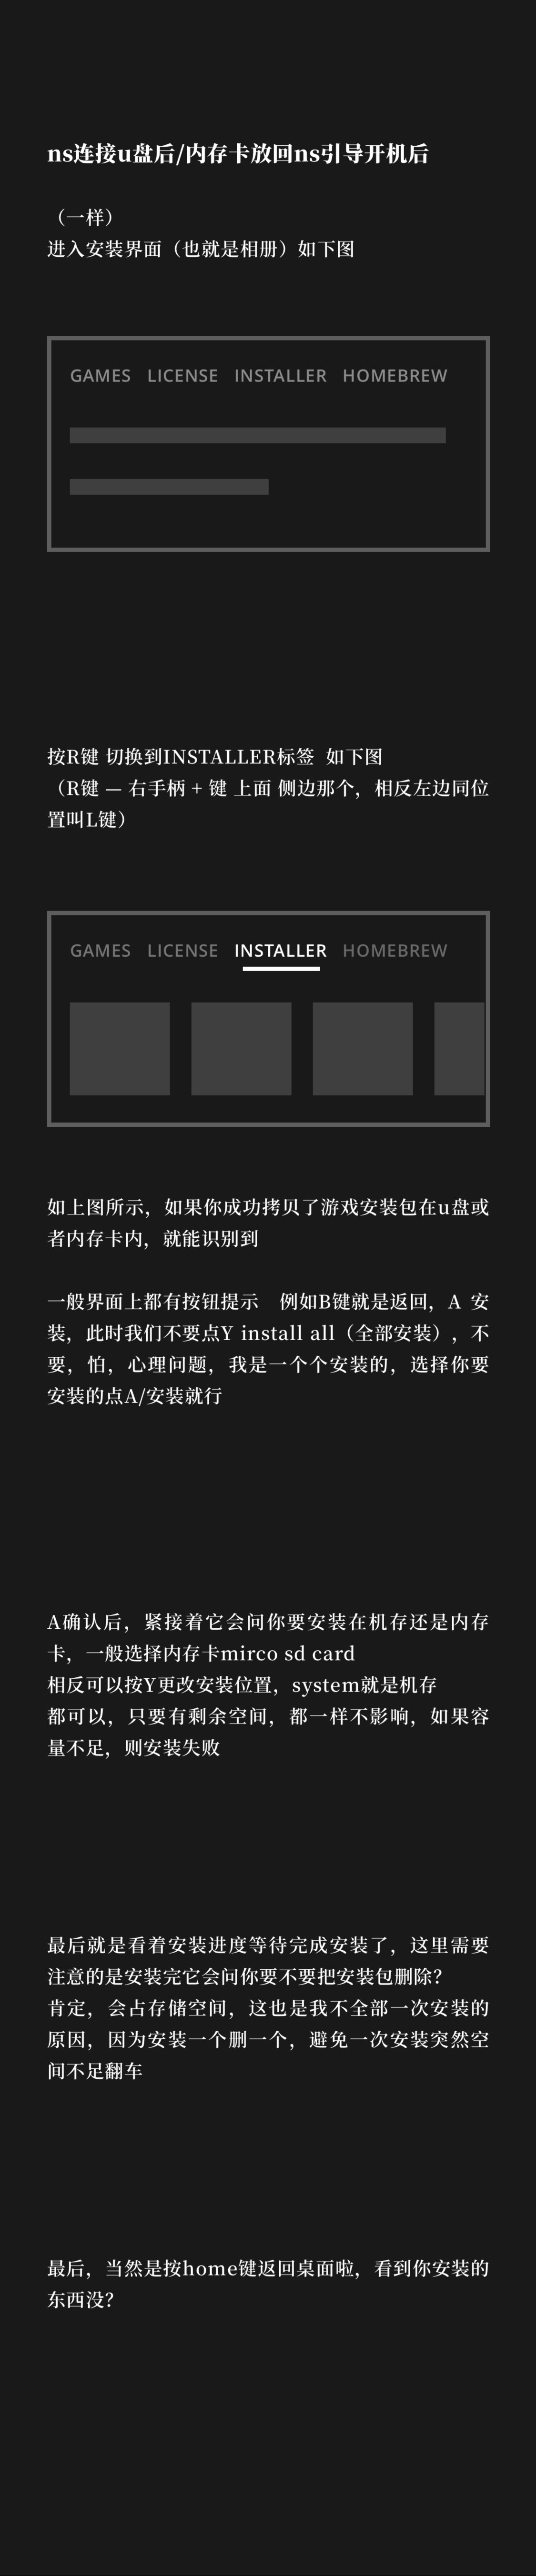 ns连接u盘后/内存卡放回ns引导开机后
（一样）
进入安装界面（也就是相册）如下图
GAMES LICENSE INSTALLER HOMEBREW
按R键 切换到INSTALLER标签 如下图
（R键 — 右手柄 + 键 上面 侧边那个，相反左边同位
置叫L键）
GAMES LICENSE INSTALLER HOMEBREW
如上图所示，如果你成功拷贝了游戏安装包在u盘或
者内存卡内，就能识别到
一般界面上都有按钮提示 例如B键就是返回，A 安
装，此时我们不要点Y install all（全部安装），不
要，怕，心理问题，我是一个个安装的，选择你要
安装的点A/安装就行
A确认后，紧接着它会问你要安装在机存还是内存
卡，一般选择内存卡mirco sd card
相反可以按Y更改安装位置，system就是机存
都可以，只要有剩余空间，都一样不影响，如果容
量不足，则安装失败
最后就是看着安装进度等待完成安装了，这里需要
注意的是安装完它会问你要不要把安装包删除？
肯定，会占存储空间，这也是我不全部一次安装的
原因，因为安装一个删一个，避免一次安装突然空
间不足翻车
最后，当然是按home键返回桌面啦，看到你安装的
东西没？